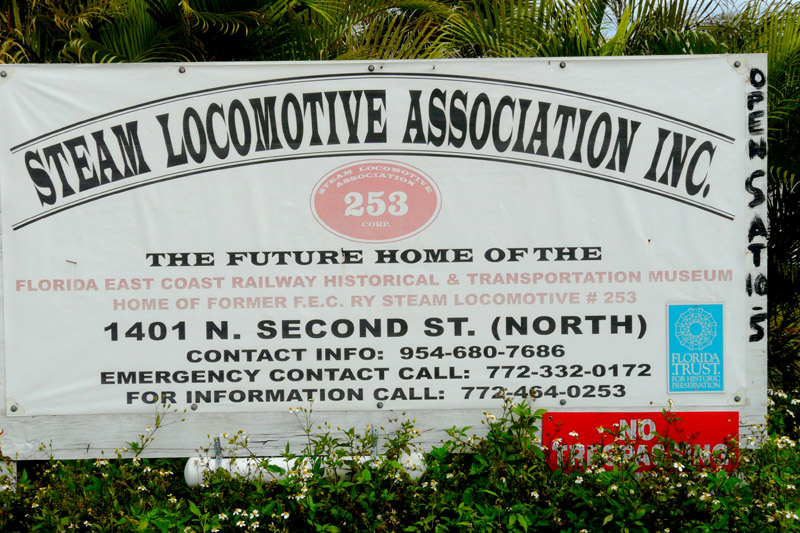 STEAM LOCOMOTIVE ASSOCIATION INC.
STEAM LOCOMOTIVE
ASSOCIATION
253
CORP.
THE FUTURE HOME OF THE
FLORIDA EAST COAST RAILWAY HISTORICAL & TRANSPORTATION MUSEUM
HOME OF FORMER F.E.C. RY STEAM LOCOMOTIVE # 253
1401 N. SECOND ST. (NORTH)
CONTACT INFO: 954-680-7686
EMERGENCY CONTACT CALL: 772-332-0172
FOR INFORMATION CALL: 772-464-0253
FLORIDA
TRUST
FOR HISTORIC
PRESERVATION
OPEN SAT 10-5
NO
TRESPASSING